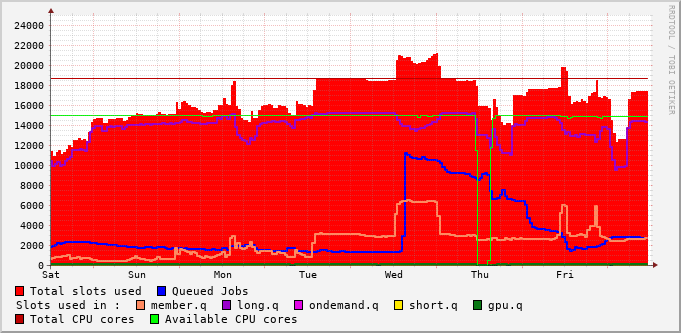 RRDTOOL / TOBI OETIKER
24000
22000
20000
18000
16000
14000
12000
10000
8000
6000
4000
2000
0
Sat Sun Mon Tue Wed Thu Fri
Total slots used Queued Jobs
Slots used in : member.q long.q ondemand.q short.q gpu.q
Total CPU cores Available CPU cores